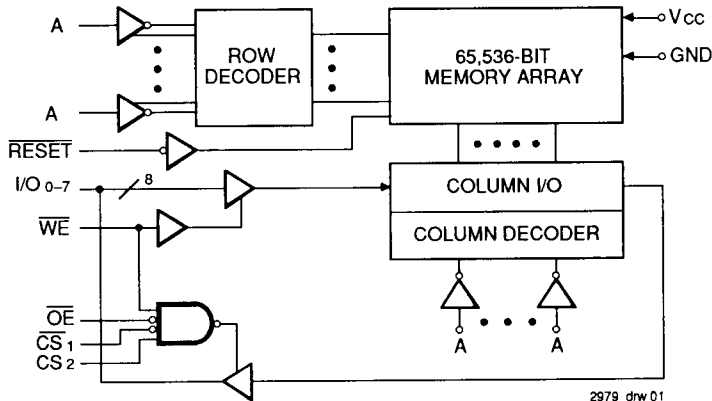 A
ROW
DECODER
65,536-BIT
MEMORY ARRAY
VCC
GND
A
RESET
I/O 0–7
8
COLUMN I/O
WE
COLUMN DECODER
OE
CS 1
CS 2
A
A
2979 drw 01